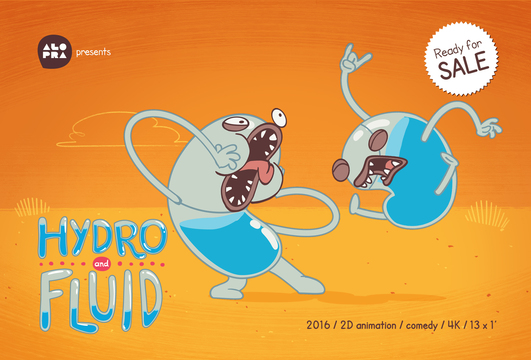 ALO
PRA
presents
Ready for
SALE
HYDRO
and
FLUID
2016 / 2D animation / comedy / 4K / 13 x 1'